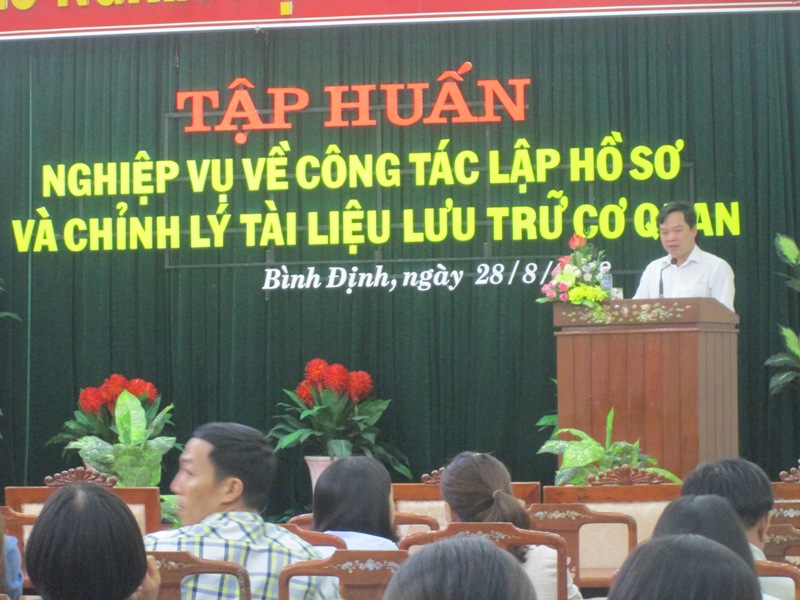 TẬP HUẤN
NGHIỆP VỤ VỀ CÔNG TÁC LẬP HỒ SƠ
VÀ CHỈNH LÝ TÀI LIỆU LƯU TRỮ CƠ QUAN
Bình Định, ngày 28/8/